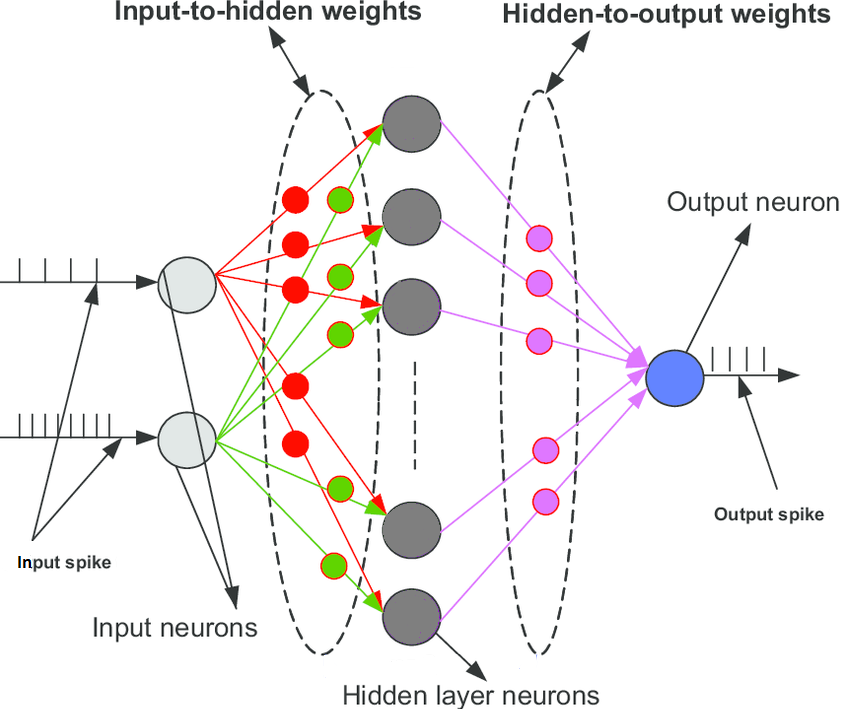 Input-to-hidden weights
Hidden-to-output weights
Output neuron
Output spike
Input spike
Input neurons
Hidden layer neurons